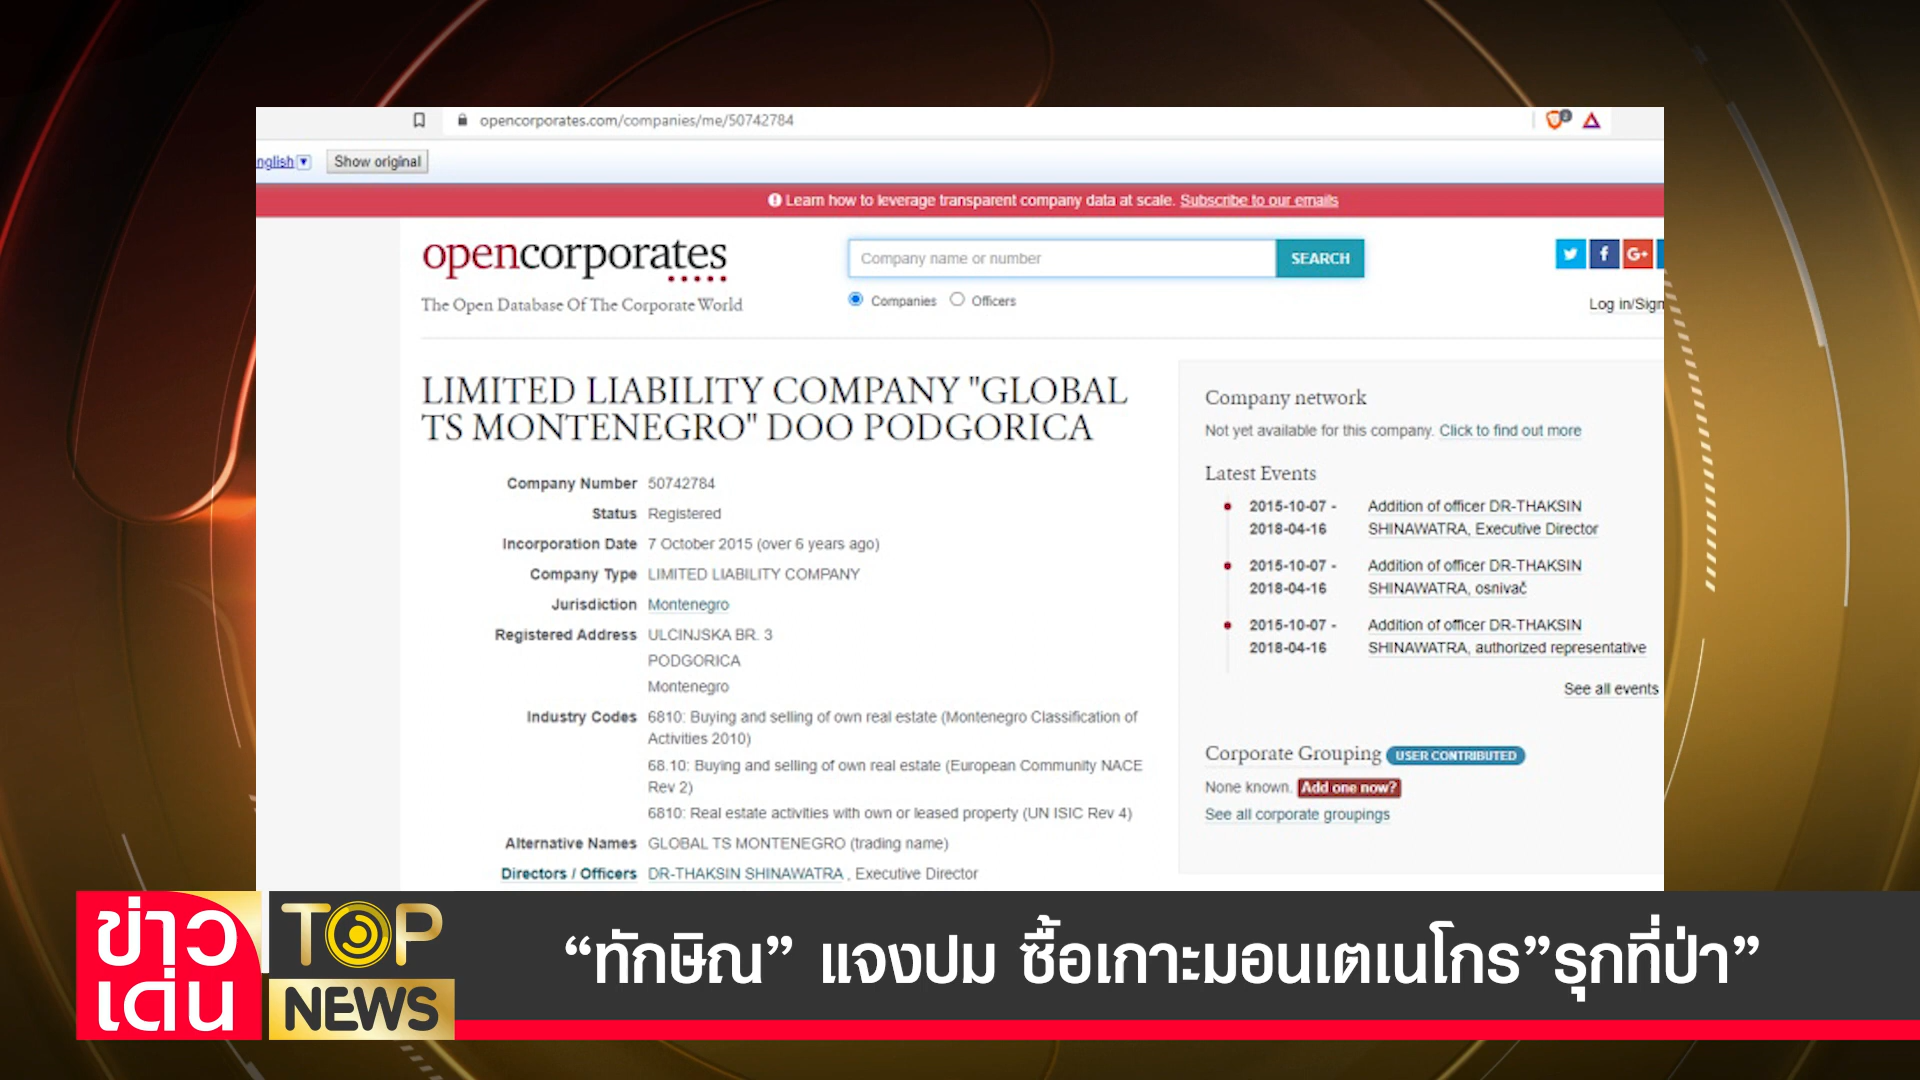 opencorporates.com/companies/me/50742784
nglish
Show original
Learn how to leverage transparent company data at scale. Subscribe to our emails
opencorporates
The Open Database Of The Corporate World
Company name or number
SEARCH
Companies
Officers
Log in/Sign
LIMITED LIABILITY COMPANY "GLOBAL
TS MONTENEGRO" DOO PODGORICA
Company Number 50742784
Status Registered
Incorporation Date 7 October 2015 (over 6 years ago)
Company Type LIMITED LIABILITY COMPANY
Jurisdiction Montenegro
Registered Address ULCINJSKA BR. 3
PODGORICA
Montenegro
Industry Codes 6810: Buying and selling of own real estate (Montenegro Classification of
Activities 2010)
68.10: Buying and selling of own real estate (European Community NACE
Rev 2)
6810: Real estate activities with own or leased property (UN ISIC Rev 4)
Alternative Names GLOBAL TS MONTENEGRO (trading name)
Directors / Officers DR-THAKSIN SHINAWATRA , Executive Director
Company network
Not yet available for this company. Click to find out more
Latest Events
2015-10-07 - Addition of officer DR-THAKSIN
2018-04-16 SHINAWATRA, Executive Director
2015-10-07 - Addition of officer DR-THAKSIN
2018-04-16 SHINAWATRA, osnivač
2015-10-07 - Addition of officer DR-THAKSIN
2018-04-16 SHINAWATRA, authorized representative
See all events
Corporate Grouping USER CONTRIBUTED
None known. Add one now?
See all corporate groupings
ข่าว
เด่น
TOP
NEWS
“ทักษิณ” แจงปม ซื้อเกาะมอนเตเนโกร”รุกที่ป่า”